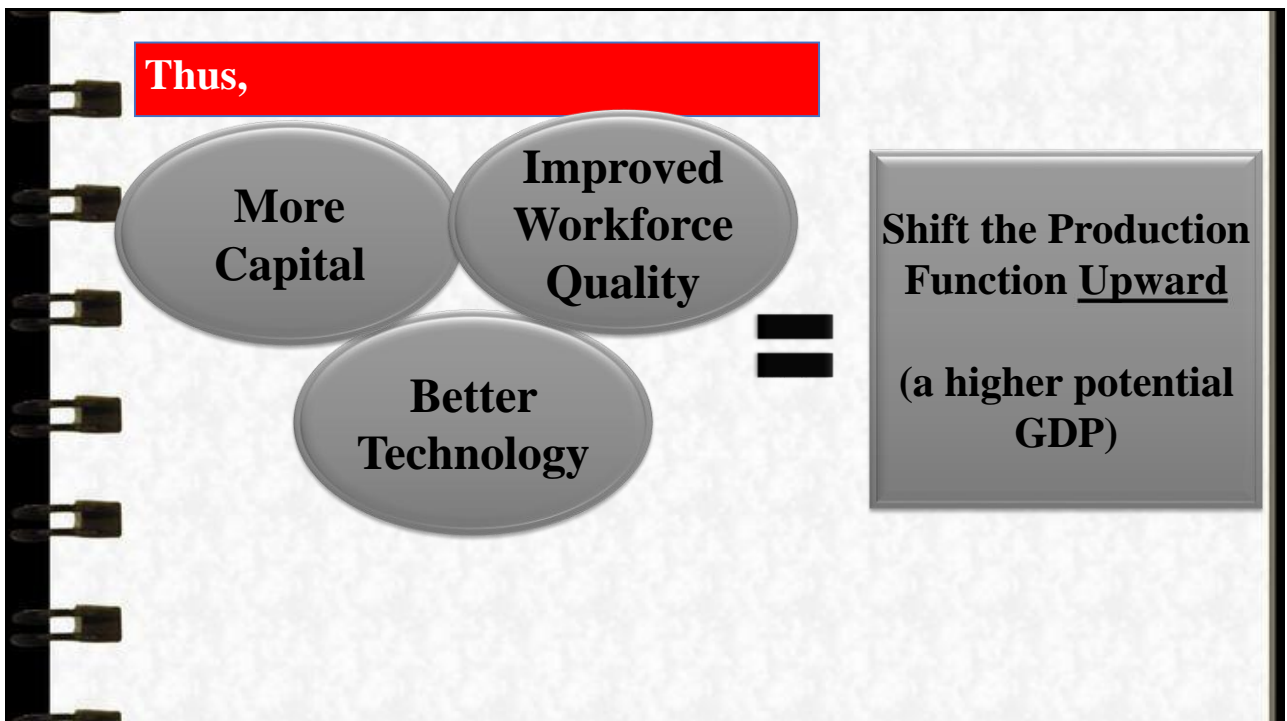 Thus,
More
Capital
Improved
Workforce
Quality
Better
Technology
Shift the Production
Function Upward
(a higher potential
GDP)